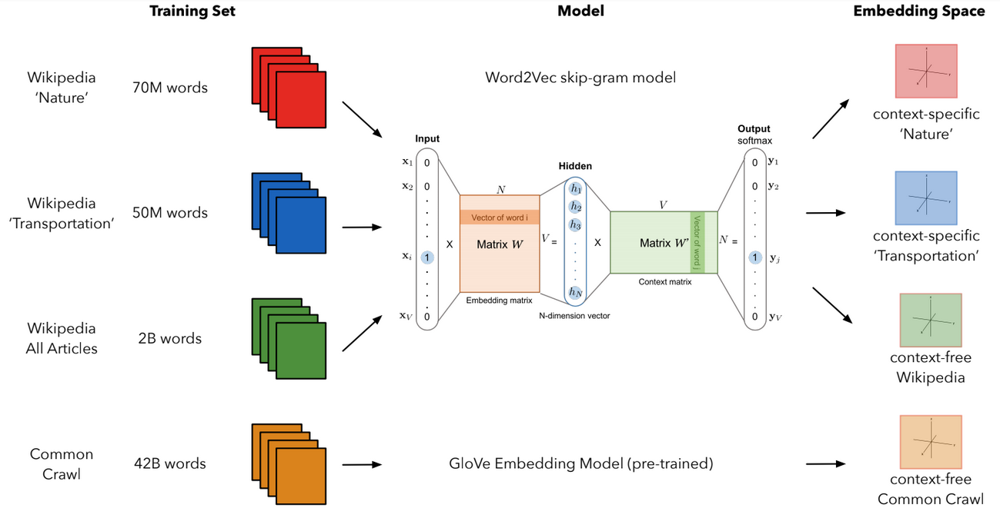 Training Set
Model
Embedding Space
Wikipedia
‘Nature’
70M words
Word2Vec skip-gram model
context-specific
‘Nature’
Wikipedia
‘Transportation’
50M words
Input
x1 0
x2 0
xi 1
xV 0
X
N
Vector of word i
Matrix W
V =
Embedding matrix
Hidden
h1
h2
h3
hN
N-dimension vector
X
V
Matrix W'
Vector of word j
N =
Context matrix
Output
softmax
0 y1
0 y2
1 yj
0 yV
context-specific
‘Transportation’
Wikipedia
All Articles
2B words
context-free
Wikipedia
Common
Crawl
42B words
GloVe Embedding Model (pre-trained)
context-free
Common Crawl